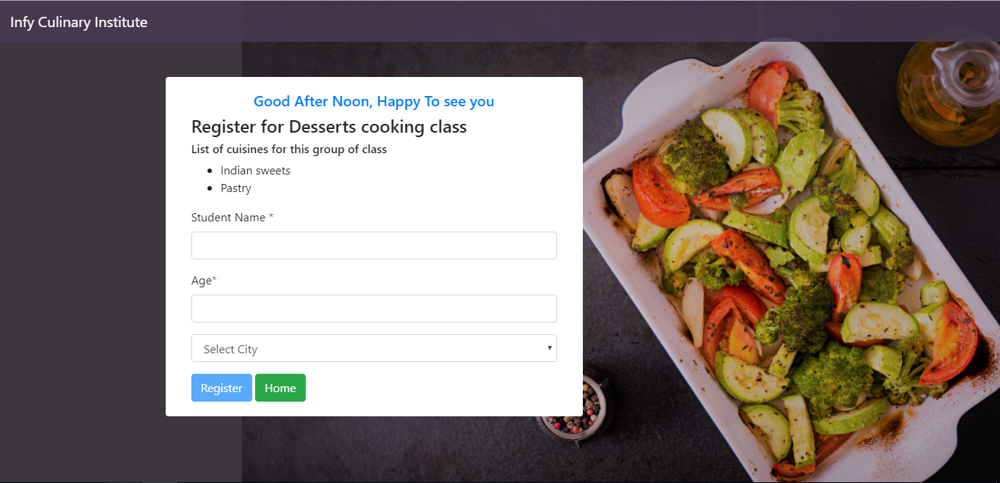 Infy Culinary Institute
Good After Noon, Happy To see you
Register for Desserts cooking class
List of cuisines for this group of class
Indian sweets
Pastry
Student Name *
Age*
Select City
Register Home